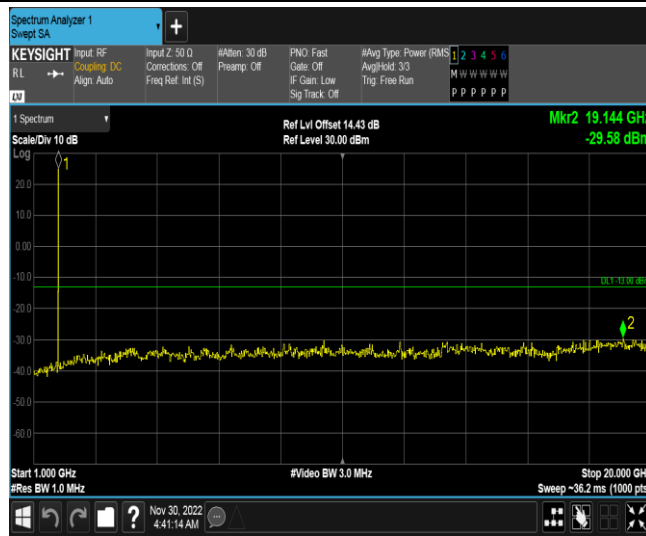 Spectrum Analyzer 1
Swept SA
KEYSIGHT
RL
LXI
Input: RF
Coupling: DC
Align: Auto
Input Z: 50 Ω
Corrections: Off
Freq Ref: Int (S)
#Atten: 30 dB
Preamp: Off
PNO: Fast
Gate: Off
IF Gain: Low
Sig Track: Off
#Avg Type: Power (RMS
Avg|Hold: 3/3
Trig: Free Run
1 2 3 4 5 6
M W W W W W
P P P P P P
1 Spectrum
Scale/Div 10 dB
Log
Ref Lvl Offset 14.43 dB
Ref Level 30.00 dBm
Mkr2 19.144 GHz
-29.58 dBm
1
20.0
10.0
0.00
-10.0
DL1 -13.00 dBm
-20.0
2
-30.0
-40.0
-50.0
-60.0
Start 1.000 GHz
#Video BW 3.0 MHz
Stop 20.000 GH
#Res BW 1.0 MHz
Sweep ~36.2 ms (1000 pts
?
Nov 30, 2022
4:41:14 AM